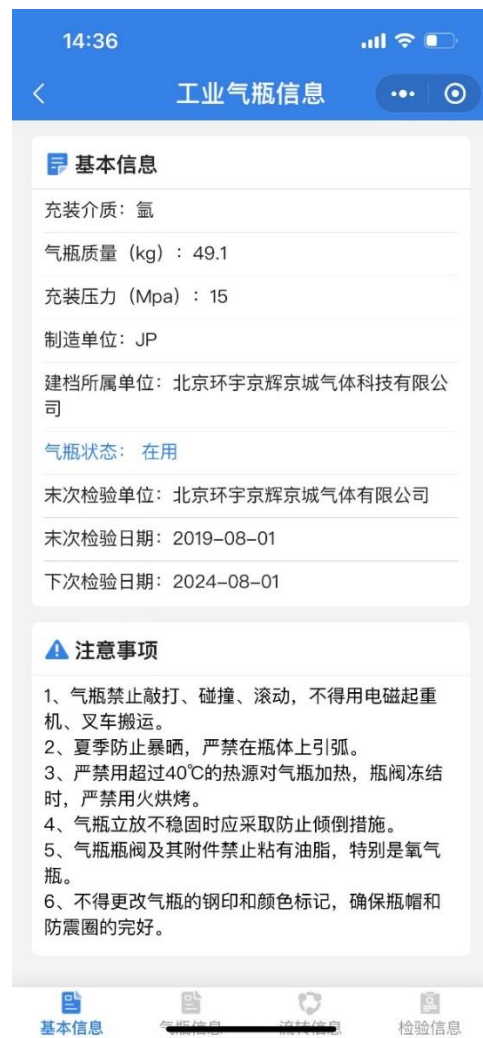 14:36
工业气瓶信息
基本信息
充装介质：氩
气瓶质量（kg）：49.1
充装压力（Mpa）：15
制造单位：JP
建档所属单位：北京环宇京辉京城气体科技有限公
司
气瓶状态： 在用
末次检验单位：北京环宇京辉京城气体有限公司
末次检验日期：2019-08-01
下次检验日期：2024-08-01
注意事项
1、气瓶禁止敲打、碰撞、滚动，不得用电磁起重
机、叉车搬运。
2、夏季防止暴晒，严禁在瓶体上引弧。
3、严禁用超过40℃的热源对气瓶加热，瓶阀冻结
时，严禁用火烘烤。
4、气瓶立放不稳固时应采取防止倾倒措施。
5、气瓶瓶阀及其附件禁止粘有油脂，特别是氧气
瓶。
6、不得更改气瓶的钢印和颜色标记，确保瓶帽和
防震圈的完好。
基本信息 气瓶信息 流转信息 检验信息